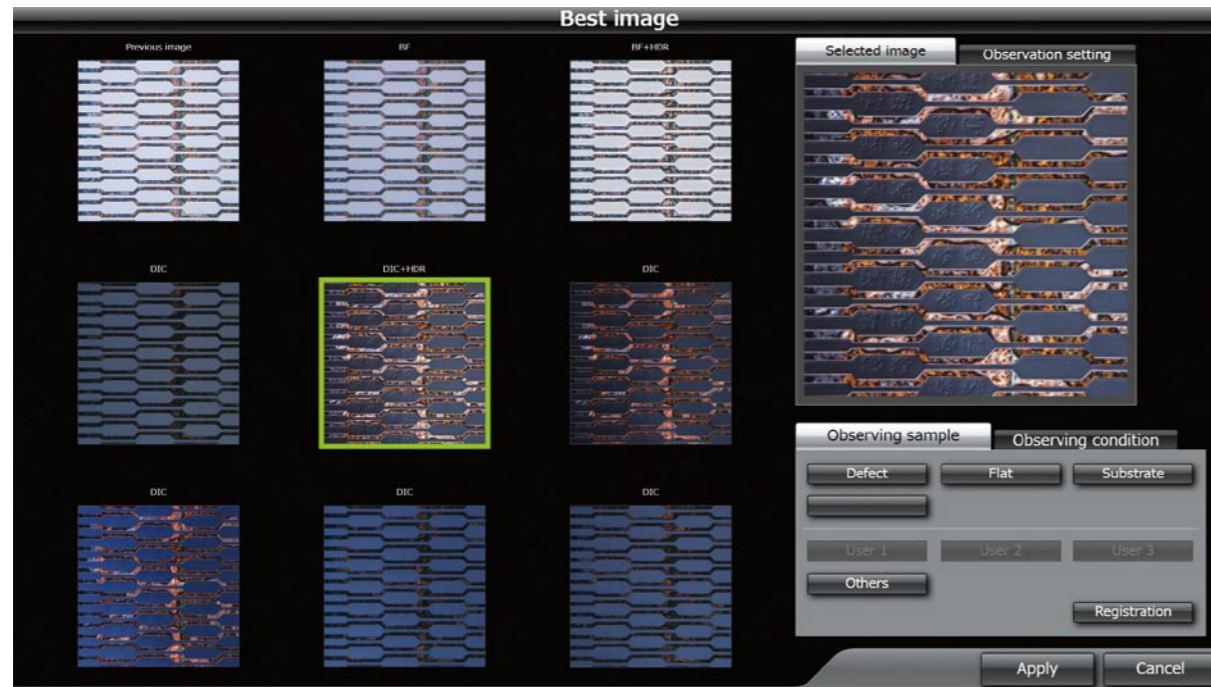 Best image
Previous image
BF
BF+HDR
DIC
DIC+HDR
DIC
DIC
DIC
DIC
Selected image
Observation setting
Observing sample
Observing condition
Defect
Flat
Substrate
User 1
User 2
User 3
Others
Registration
Apply
Cancel